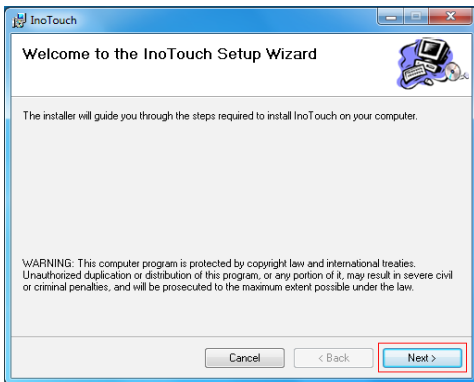 InoTouch
Welcome to the InoTouch Setup Wizard
The installer will guide you through the steps required to install InoTouch on your computer.
WARNING: This computer program is protected by copyright law and international treaties.
Unauthorized duplication or distribution of this program, or any portion of it, may result in severe civil
or criminal penalties, and will be prosecuted to the maximum extent possible under the law.
Cancel
< Back
Next >